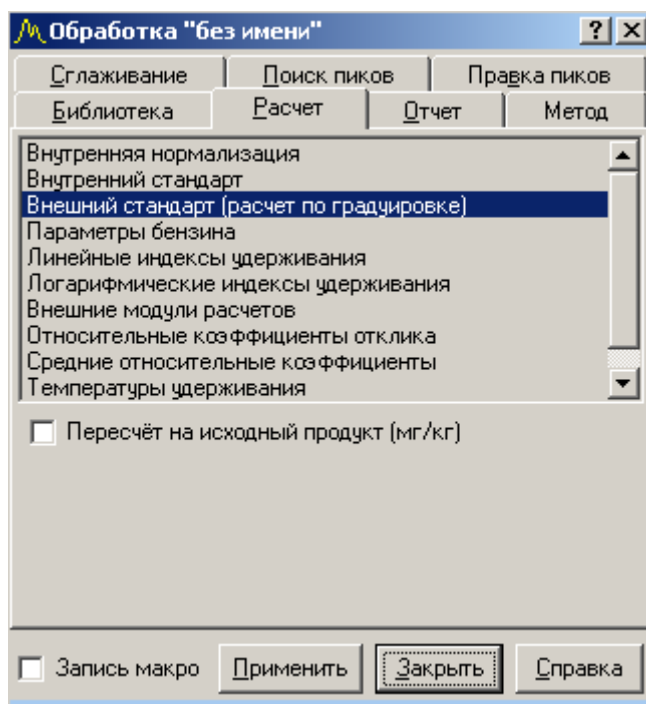 Обработка "без имени"
Сглаживание Поиск пиков Правка пиков
Библиотека Расчет Отчет Метод
Внутренняя нормализация
Внутренний стандарт
Внешний стандарт (расчет по градуировке)
Параметры бензина
Линейные индексы удерживания
Логарифмические индексы удерживания
Внешние модули расчетов
Относительные коэффициенты отклика
Средние относительные коэффициенты
Температуры удерживания
Пересчёт на исходный продукт (мг/кг)
Запись макро Применить Закрыть Справка